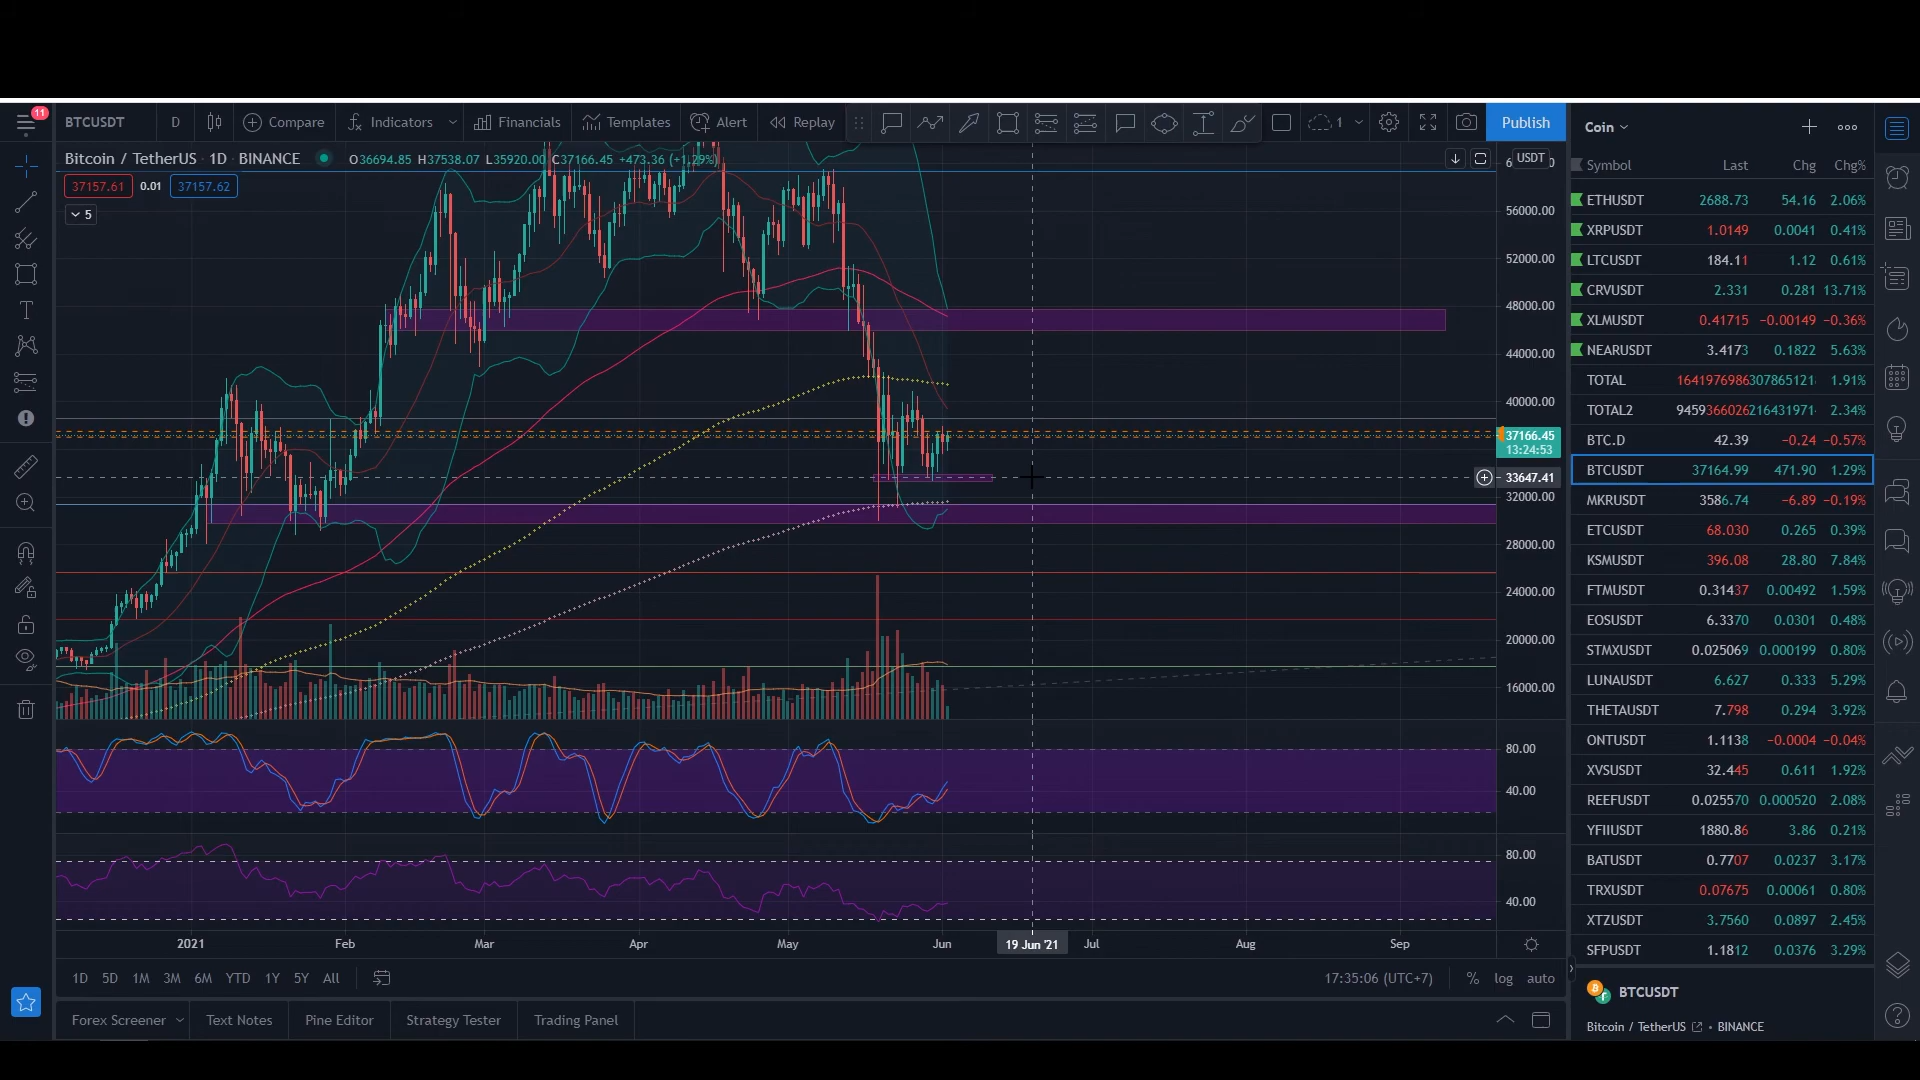 11
BTCUSDT D Compare Indicators Financials Templates Alert Replay 1 Publish
Bitcoin / TetherUS · 1D · BINANCE O36694.85 H37538.07 L35920.00 C37166.45 +473.36 (+1.29%)
37157.61 0.01 37157.62
5
USDT
56000.00
52000.00
48000.00
44000.00
40000.00
37166.45
13:24:53
33647.41
32000.00
28000.00
24000.00
20000.00
16000.00
80.00
40.00
80.00
40.00
2021 Feb Mar Apr May Jun 19 Jun '21 Jul Aug Sep
1D 5D 1M 3M 6M YTD 1Y 5Y All 17:35:06 (UTC+7) % log auto
Forex Screener Text Notes Pine Editor Strategy Tester Trading Panel
Coin
Symbol Last Chg Chg%
ETHUSDT 2688.73 54.16 2.06%
XRPUSDT 1.0149 0.0041 0.41%
LTCUSDT 184.11 1.12 0.61%
CRVUSDT 2.331 0.281 13.71%
XLMUSDT 0.41715 −0.00149 −0.36%
NEARUSDT 3.4173 0.1822 5.63%
TOTAL 1.91%
TOTAL2 2.34%
BTC.D 42.39 −0.24 −0.57%
BTCUSDT 37164.99 471.90 1.29%
MKRUSDT 3586.74 −6.89 −0.19%
ETCUSDT 68.030 0.265 0.39%
KSMUSDT 396.08 28.80 7.84%
FTMUSDT 0.31437 0.00492 1.59%
EOSUSDT 6.3370 0.0301 0.48%
STMXUSDT 0.025069 0.000199 0.80%
LUNAUSDT 6.627 0.333 5.29%
THETAUSDT 7.798 0.294 3.92%
ONTUSDT 1.1138 −0.0004 −0.04%
XVSUSDT 32.445 0.611 1.92%
REEFUSDT 0.025570 0.000520 2.08%
YFIIUSDT 1880.86 3.86 0.21%
BATUSDT 0.7707 0.0237 3.17%
TRXUSDT 0.07675 0.00061 0.80%
XTZUSDT 3.7560 0.0897 2.45%
SFPUSDT 1.1812 0.0376 3.29%
BTCUSDT
Bitcoin / TetherUS • BINANCE